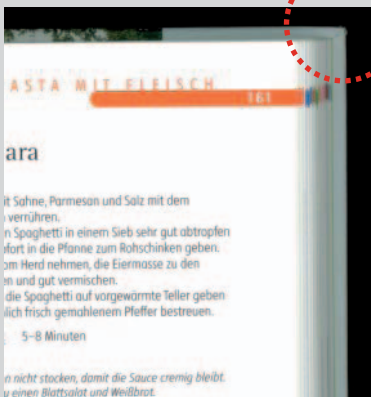 ASTA MIT FLEISCH
161
ara
it Sahne, Parmesan und Salz mit dem
verrühren.
n Spaghetti in einem Sieb sehr gut abtropfen
ofort in die Pfanne zum Rohschinken geben.
om Herd nehmen, die Eiermasse zu den
en und gut vermischen.
die Spaghetti auf vorgewärmte Teller geben
lich frisch gemahlenem Pfeffer bestreuen.
5–8 Minuten
n nicht stocken, damit die Sauce cremig bleibt.
u einen Blattsalat und Weißbrot.